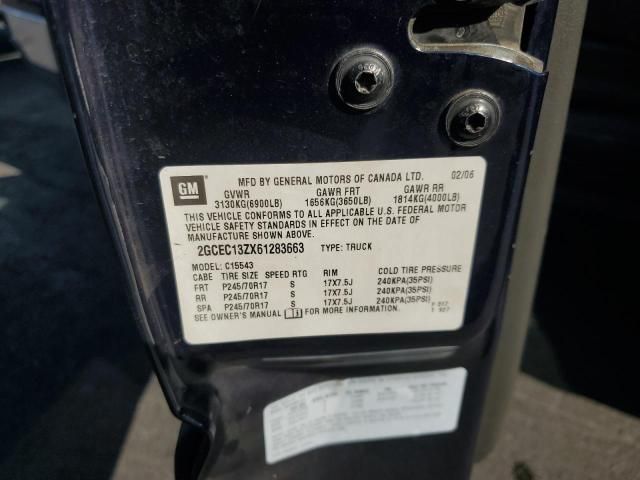 GM
MFD BY GENERAL MOTORS OF CANADA LTD. 02/06
GVWR GAWR FRT GAWR RR
3130KG(6900LB) 1656KG(3650LB) 1814KG(4000LB)
THIS VEHICLE CONFORMS TO ALL APPLICABLE U.S. FEDERAL MOTOR
VEHICLE SAFETY STANDARDS IN EFFECT ON THE DATE OF
MANUFACTURE SHOWN ABOVE.
2GCEC13ZX61283663 TYPE: TRUCK
MODEL: C15543
CABE TIRE SIZE SPEED RTG RIM COLD TIRE PRESSURE
FRT P245/70R17 S 17X7.5J 240KPA(35PSI)
RR P245/70R17 S 17X7.5J 240KPA(35PSI)
SPA P245/70R17 S 17X7.5J 240KPA(35PSI)
SEE OWNER'S MANUAL FOR MORE INFORMATION. 
F 317
T 927